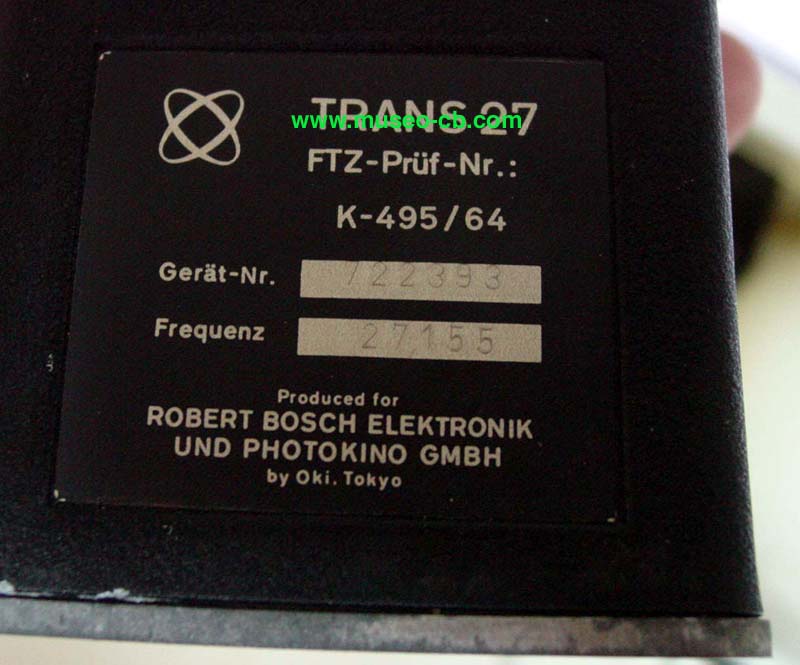 TRANS 27
www.museo-cb.com
FTZ-Prüf-Nr.:
K-495/64
Gerät-Nr. 722393
Frequenz 27155
Produced for
ROBERT BOSCH ELEKTRONIK
UND PHOTOKINO GMBH
by Oki. Tokyo